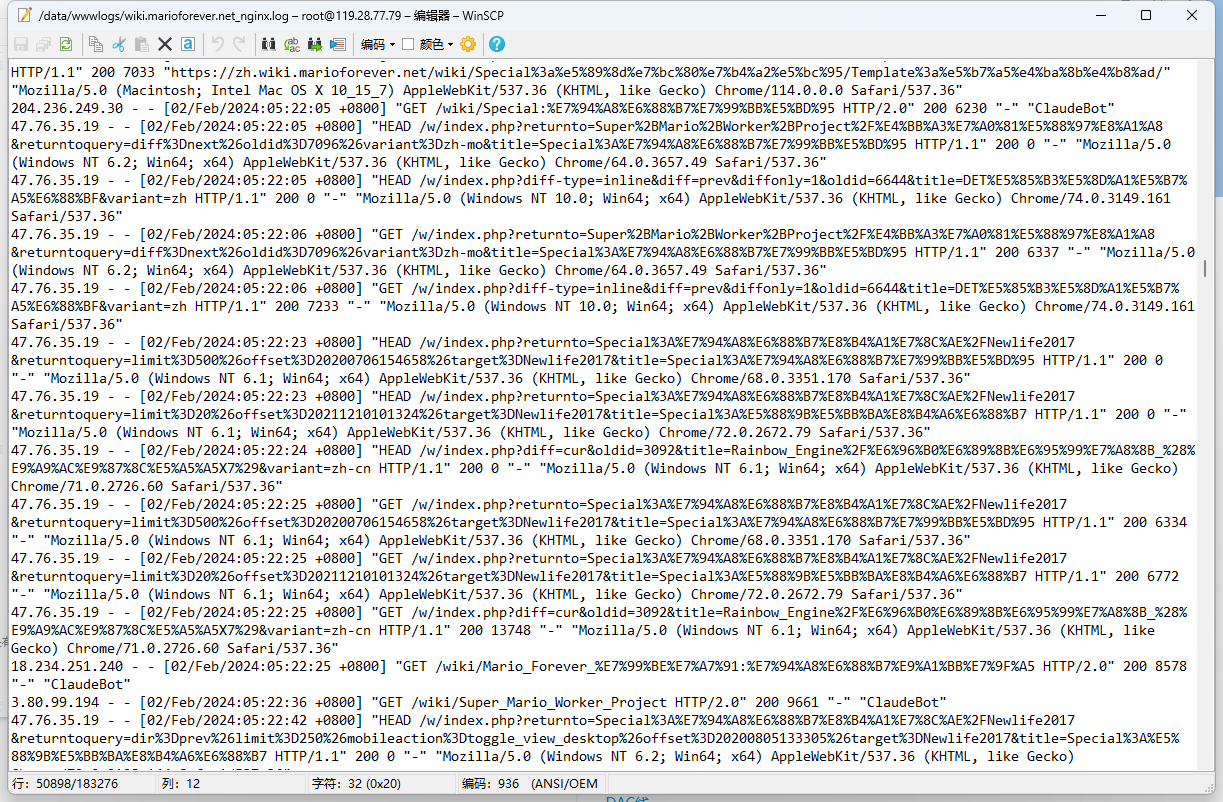 /data/wwwlogs/wiki.marioforever.net_nginx.log – root@119.28.77.79 – 编辑器 – WinSCP
编码 颜色
HTTP/1.1" 200 7033 "https://zh.wiki.marioforever.net/wiki/Special%3a%e5%89%8d%e7%bc%80%e7%b4%a2%e5%bc%95/Template%3a%e5%b7%a5%e4%ba%8b%e4%b8%ad/"
"Mozilla/5.0 (Macintosh; Intel Mac OS X 10_15_7) AppleWebKit/537.36 (KHTML, like Gecko) Chrome/114.0.0.0 Safari/537.36"
204.236.249.30 - - [02/Feb/2024:05:22:05 +0800] "GET /wiki/Special:%E7%94%A8%E6%88%B7%E7%99%BB%E5%BD%95 HTTP/2.0" 200 6230 "-" "ClaudeBot"
47.76.35.19 - - [02/Feb/2024:05:22:05 +0800] "HEAD /w/index.php?returnto=Super%2BMario%2BWorker%2BProject%2F%E4%BB%A3%E7%A0%81%E5%88%97%E8%A1%A8
&returntoquery=diff%3Dnext%26oldid%3D7096%26variant%3Dzh-mo&title=Special%3A%E7%94%A8%E6%88%B7%E7%99%BB%E5%BD%95 HTTP/1.1" 200 0 "-" "Mozilla/5.0
(Windows NT 6.2; Win64; x64) AppleWebKit/537.36 (KHTML, like Gecko) Chrome/64.0.3657.49 Safari/537.36"
47.76.35.19 - - [02/Feb/2024:05:22:05 +0800] "HEAD /w/index.php?diff-type=inline&diff=prev&diffonly=1&oldid=6644&title=DET%E5%85%B3%E5%8D%A1%E5%B7%
A5%E6%88%BF&variant=zh HTTP/1.1" 200 0 "-" "Mozilla/5.0 (Windows NT 10.0; Win64; x64) AppleWebKit/537.36 (KHTML, like Gecko) Chrome/74.0.3149.161
Safari/537.36"
47.76.35.19 - - [02/Feb/2024:05:22:06 +0800] "GET /w/index.php?returnto=Super%2BMario%2BWorker%2BProject%2F%E4%BB%A3%E7%A0%81%E5%88%97%E8%A1%A8
&returntoquery=diff%3Dnext%26oldid%3D7096%26variant%3Dzh-mo&title=Special%3A%E7%94%A8%E6%88%B7%E7%99%BB%E5%BD%95 HTTP/1.1" 200 6337 "-" "Mozilla/5.0
(Windows NT 6.2; Win64; x64) AppleWebKit/537.36 (KHTML, like Gecko) Chrome/64.0.3657.49 Safari/537.36"
47.76.35.19 - - [02/Feb/2024:05:22:06 +0800] "GET /w/index.php?diff-type=inline&diff=prev&diffonly=1&oldid=6644&title=DET%E5%85%B3%E5%8D%A1%E5%B7%
A5%E6%88%BF&variant=zh HTTP/1.1" 200 7233 "-" "Mozilla/5.0 (Windows NT 10.0; Win64; x64) AppleWebKit/537.36 (KHTML, like Gecko) Chrome/74.0.3149.161
Safari/537.36"
47.76.35.19 - - [02/Feb/2024:05:22:23 +0800] "HEAD /w/index.php?returnto=Special%3A%E7%94%A8%E6%88%B7%E8%B4%A1%E7%8C%AE%2FNewlife2017
&returntoquery=limit%3D500%26offset%3D20200706154658%26target%3DNewlife2017&title=Special%3A%E7%94%A8%E6%88%B7%E7%99%BB%E5%BD%95 HTTP/1.1" 200 0
"-" "Mozilla/5.0 (Windows NT 6.1; Win64; x64) AppleWebKit/537.36 (KHTML, like Gecko) Chrome/68.0.3351.170 Safari/537.36"
47.76.35.19 - - [02/Feb/2024:05:22:23 +0800] "HEAD /w/index.php?returnto=Special%3A%E7%94%A8%E6%88%B7%E8%B4%A1%E7%8C%AE%2FNewlife2017
&returntoquery=limit%3D20%26offset%3D20211210101324%26target%3DNewlife2017&title=Special%3A%E5%88%9B%E5%BB%BA%E8%B4%A6%E6%88%B7 HTTP/1.1" 200 0 "-"
"Mozilla/5.0 (Windows NT 6.1; Win64; x64) AppleWebKit/537.36 (KHTML, like Gecko) Chrome/72.0.2672.79 Safari/537.36"
47.76.35.19 - - [02/Feb/2024:05:22:24 +0800] "HEAD /w/index.php?diff=cur&oldid=3092&title=Rainbow_Engine%2F%E6%96%B0%E6%89%8B%E6%95%99%E7%A8%8B_%28%
E9%A9%AC%E9%87%8C%E5%A5%A5X7%29&variant=zh-cn HTTP/1.1" 200 0 "-" "Mozilla/5.0 (Windows NT 6.1; Win64; x64) AppleWebKit/537.36 (KHTML, like Gecko)
Chrome/71.0.2726.60 Safari/537.36"
47.76.35.19 - - [02/Feb/2024:05:22:25 +0800] "GET /w/index.php?returnto=Special%3A%E7%94%A8%E6%88%B7%E8%B4%A1%E7%8C%AE%2FNewlife2017
&returntoquery=limit%3D500%26offset%3D20200706154658%26target%3DNewlife2017&title=Special%3A%E7%94%A8%E6%88%B7%E7%99%BB%E5%BD%95 HTTP/1.1" 200 6334
"-" "Mozilla/5.0 (Windows NT 6.1; Win64; x64) AppleWebKit/537.36 (KHTML, like Gecko) Chrome/68.0.3351.170 Safari/537.36"
47.76.35.19 - - [02/Feb/2024:05:22:25 +0800] "GET /w/index.php?returnto=Special%3A%E7%94%A8%E6%88%B7%E8%B4%A1%E7%8C%AE%2FNewlife2017
&returntoquery=limit%3D20%26offset%3D20211210101324%26target%3DNewlife2017&title=Special%3A%E5%88%9B%E5%BB%BA%E8%B4%A6%E6%88%B7 HTTP/1.1" 200 6772
"-" "Mozilla/5.0 (Windows NT 6.1; Win64; x64) AppleWebKit/537.36 (KHTML, like Gecko) Chrome/72.0.2672.79 Safari/537.36"
47.76.35.19 - - [02/Feb/2024:05:22:25 +0800] "GET /w/index.php?diff=cur&oldid=3092&title=Rainbow_Engine%2F%E6%96%B0%E6%89%8B%E6%95%99%E7%A8%8B_%28%
E9%A9%AC%E9%87%8C%E5%A5%A5X7%29&variant=zh-cn HTTP/1.1" 200 13748 "-" "Mozilla/5.0 (Windows NT 6.1; Win64; x64) AppleWebKit/537.36 (KHTML, like
Gecko) Chrome/71.0.2726.60 Safari/537.36"
18.234.251.240 - - [02/Feb/2024:05:22:25 +0800] "GET /wiki/Mario_Forever_%E7%99%BE%E7%A7%91:%E7%94%A8%E6%88%B7%E9%A1%BB%E7%9F%A5 HTTP/2.0" 200 8578
"-" "ClaudeBot"
3.80.99.194 - - [02/Feb/2024:05:22:36 +0800] "GET /wiki/Super_Mario_Worker_Project HTTP/2.0" 200 9661 "-" "ClaudeBot"
47.76.35.19 - - [02/Feb/2024:05:22:42 +0800] "HEAD /w/index.php?returnto=Special%3A%E7%94%A8%E6%88%B7%E8%B4%A1%E7%8C%AE%2FNewlife2017
&returntoquery=dir%3Dprev%26limit%3D250%26mobileaction%3Dtoggle_view_desktop%26offset%3D20200805133305%26target%3DNewlife2017&title=Special%3A%E5%
88%9B%E5%BB%BA%E8%B4%A6%E6%88%B7 HTTP/1.1" 200 0 "-" "Mozilla/5.0 (Windows NT 6.2; Win64; x64) AppleWebKit/537.36 (KHTML, like Gecko)
行: 50898/183276 列: 12 字符: 32 (0x20) 编码: 936 (ANSI/OEM